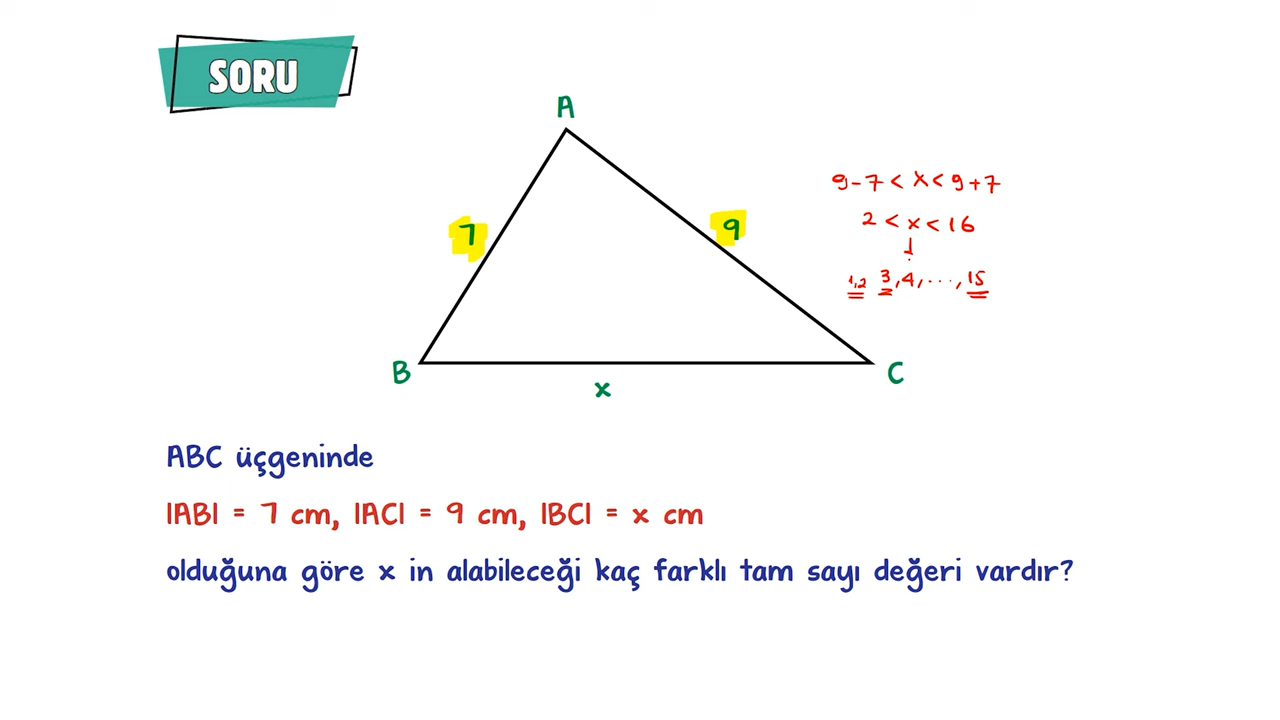 SORU
A
7
9
9-7 < x < 9+7
2 < x < 16
1,2 3, 4, ..., 15
B
C
x
ABC üçgeninde
|AB| = 7 cm, |AC| = 9 cm, |BC| = x cm
olduğuna göre x in alabileceği kaç farklı tam sayı değeri vardır?